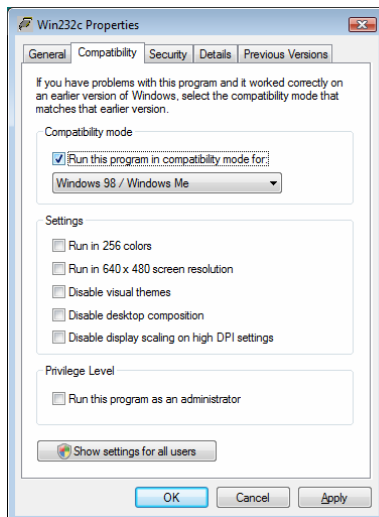 Win232c Properties
General Compatibility Security Details Previous Versions
If you have problems with this program and it worked correctly on
an earlier version of Windows, select the compatibility mode that
matches that earlier version.
Compatibility mode
Run this program in compatibility mode for:
Windows 98 / Windows Me
Settings
Run in 256 colors
Run in 640 x 480 screen resolution
Disable visual themes
Disable desktop composition
Disable display scaling on high DPI settings
Privilege Level
Run this program as an administrator
Show settings for all users
OK Cancel Apply